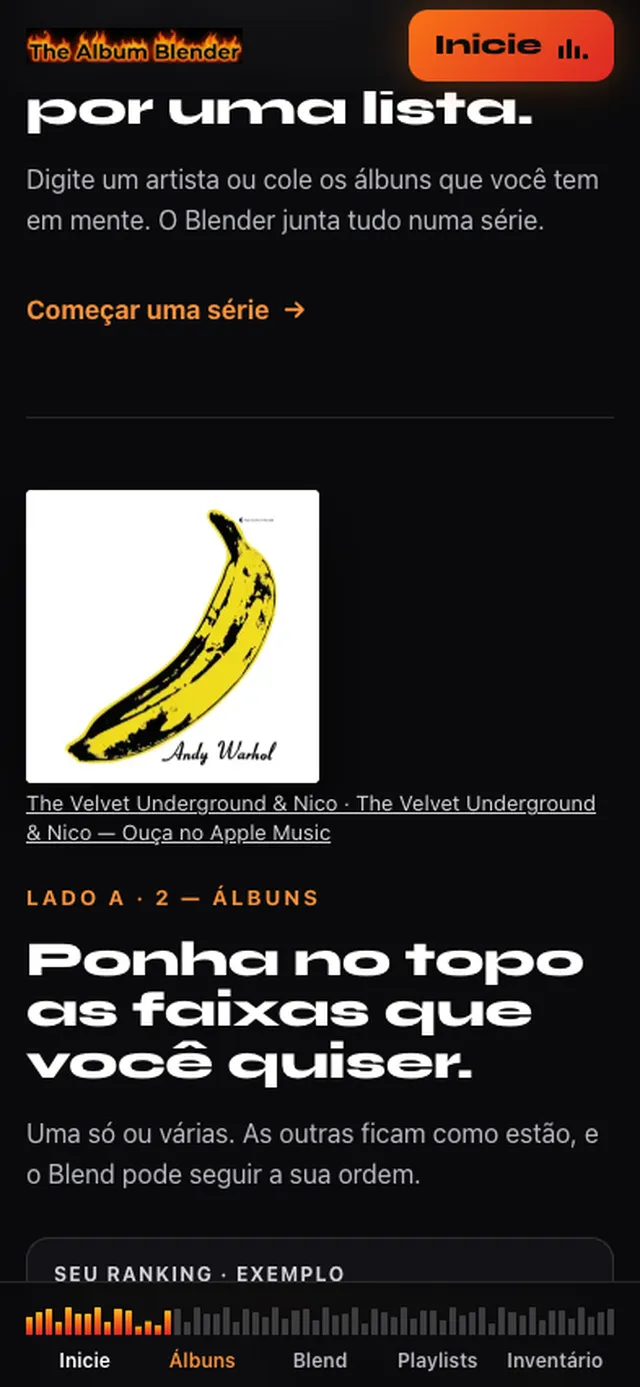 The Album Blender
Inicie
por uma lista.
Digite um artista ou cole os álbuns que você tem
em mente. O Blender junta tudo numa série.
Começar uma série →
Andy Warhol
The Velvet Underground & Nico · The Velvet Underground
& Nico — Ouça no Apple Music
LADO A · 2 — ÁLBUNS
Ponha no topo
as faixas que
você quiser.
Uma só ou várias. As outras ficam como estão, e
o Blend pode seguir a sua ordem.
SEU RANKING · EXEMPLO
Inicie
Álbuns
Blend
Playlists
Inventário